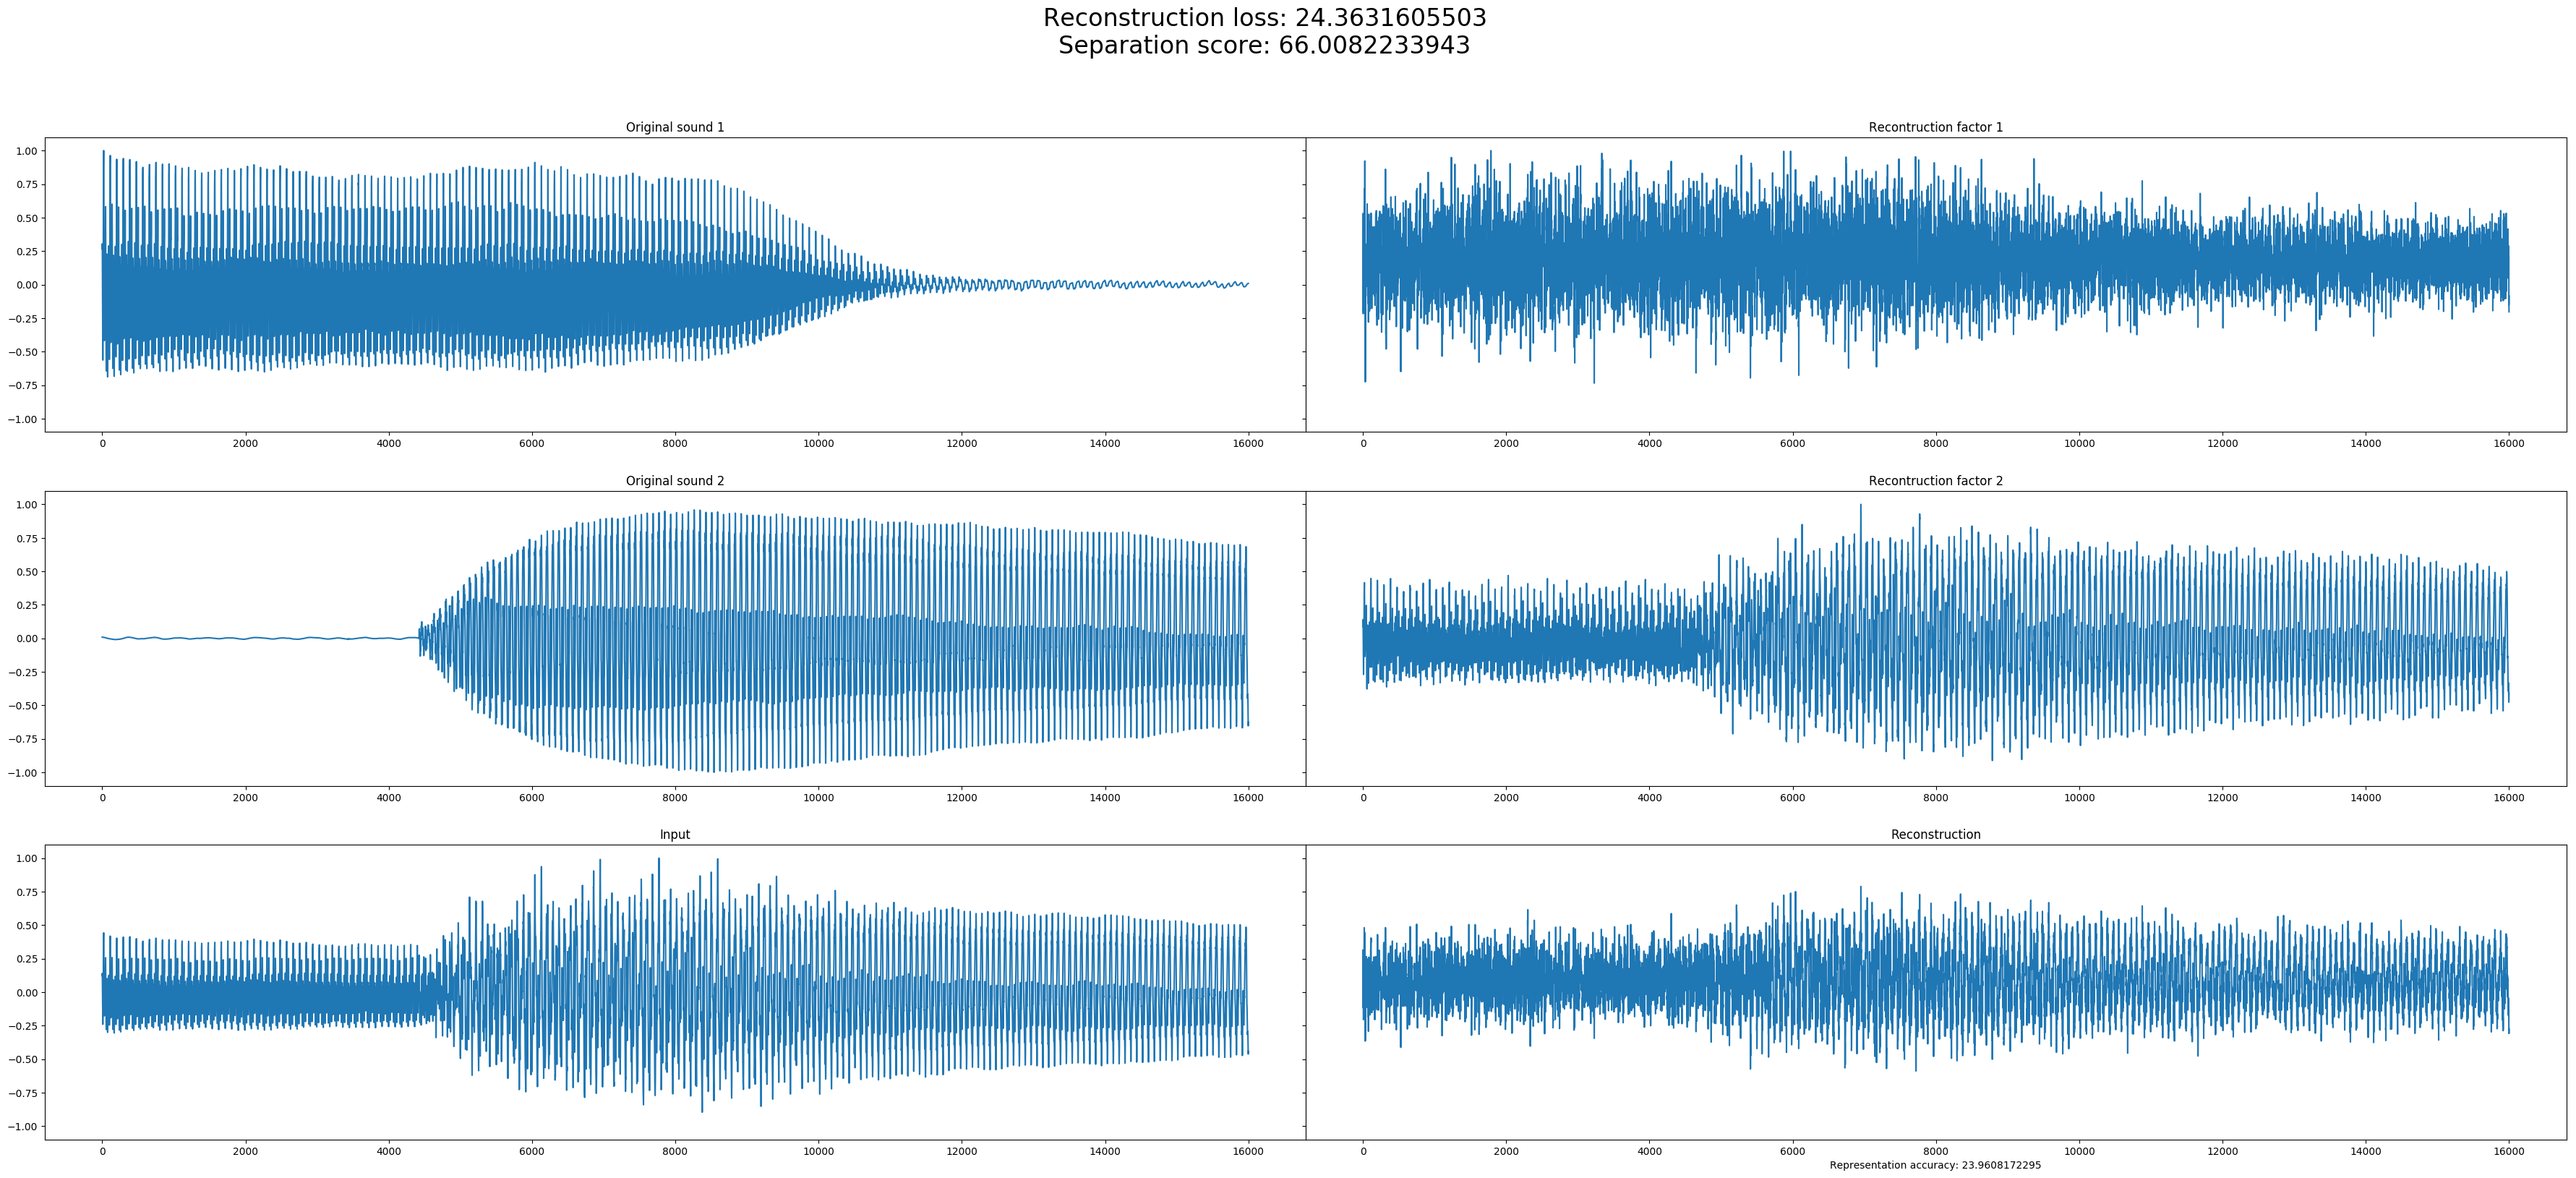 Reconstruction loss: 24.3631605503
Separation score: 66.0082233943
Original sound 1
Recontruction factor 1
1.00
0.75
0.50
0.25
0.00
−0.25
−0.50
−0.75
−1.00
0 2000 4000 6000 8000 10000 12000 14000 16000
0 2000 4000 6000 8000 10000 12000 14000 16000
Original sound 2
Recontruction factor 2
1.00
0.75
0.50
0.25
0.00
−0.25
−0.50
−0.75
−1.00
0 2000 4000 6000 8000 10000 12000 14000 16000
0 2000 4000 6000 8000 10000 12000 14000 16000
Input
Reconstruction
1.00
0.75
0.50
0.25
0.00
−0.25
−0.50
−0.75
−1.00
0 2000 4000 6000 8000 10000 12000 14000 16000
0 2000 4000 6000 8000 10000 12000 14000 16000
Representation accuracy: 23.9608172295